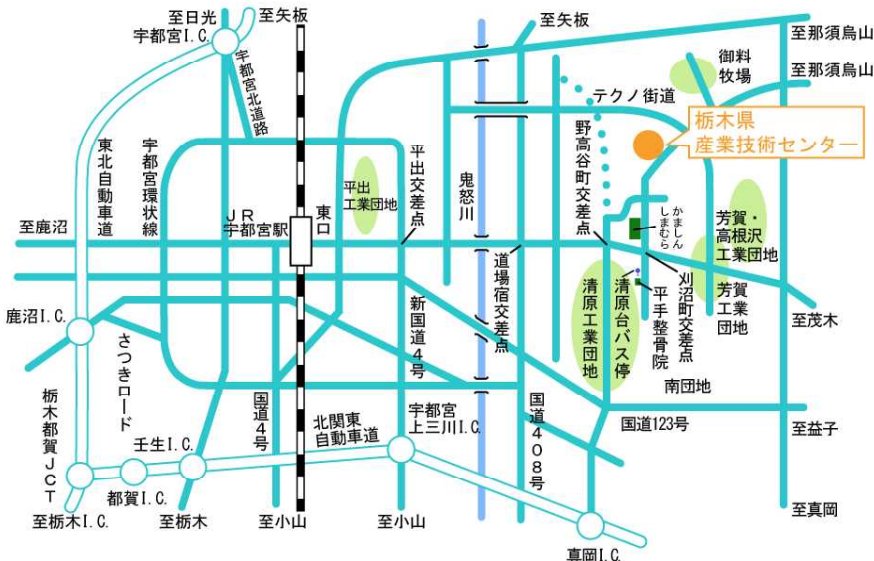 至日光
宇都宮I.C.
至矢板
至矢板
至那須烏山
御料
牧場
至那須烏山
テクノ街道
栃木県
産業技術センター
宇都宮北道路
東北自動車道
宇都宮環状線
平出
工業団地
平出交差点
鬼怒川
野高谷町交差点
至鹿沼
JR
宇都宮駅
東口
かましん
しまむら
芳賀・
高根沢
工業団地
道場宿交差点
清原工業団地
清原台バス停
平手整骨院
刈沼町交差点
芳賀
工業
団地
至茂木
鹿沼I.C.
さつきロード
新国道4号
南団地
国道123号
栃木都賀JCT
国道4号
北関東
自動車道
宇都宮
上三川I.C.
国道408号
至益子
壬生I.C.
都賀I.C.
至栃木I.C.
至栃木
至小山
至小山
至真岡
真岡I.C.